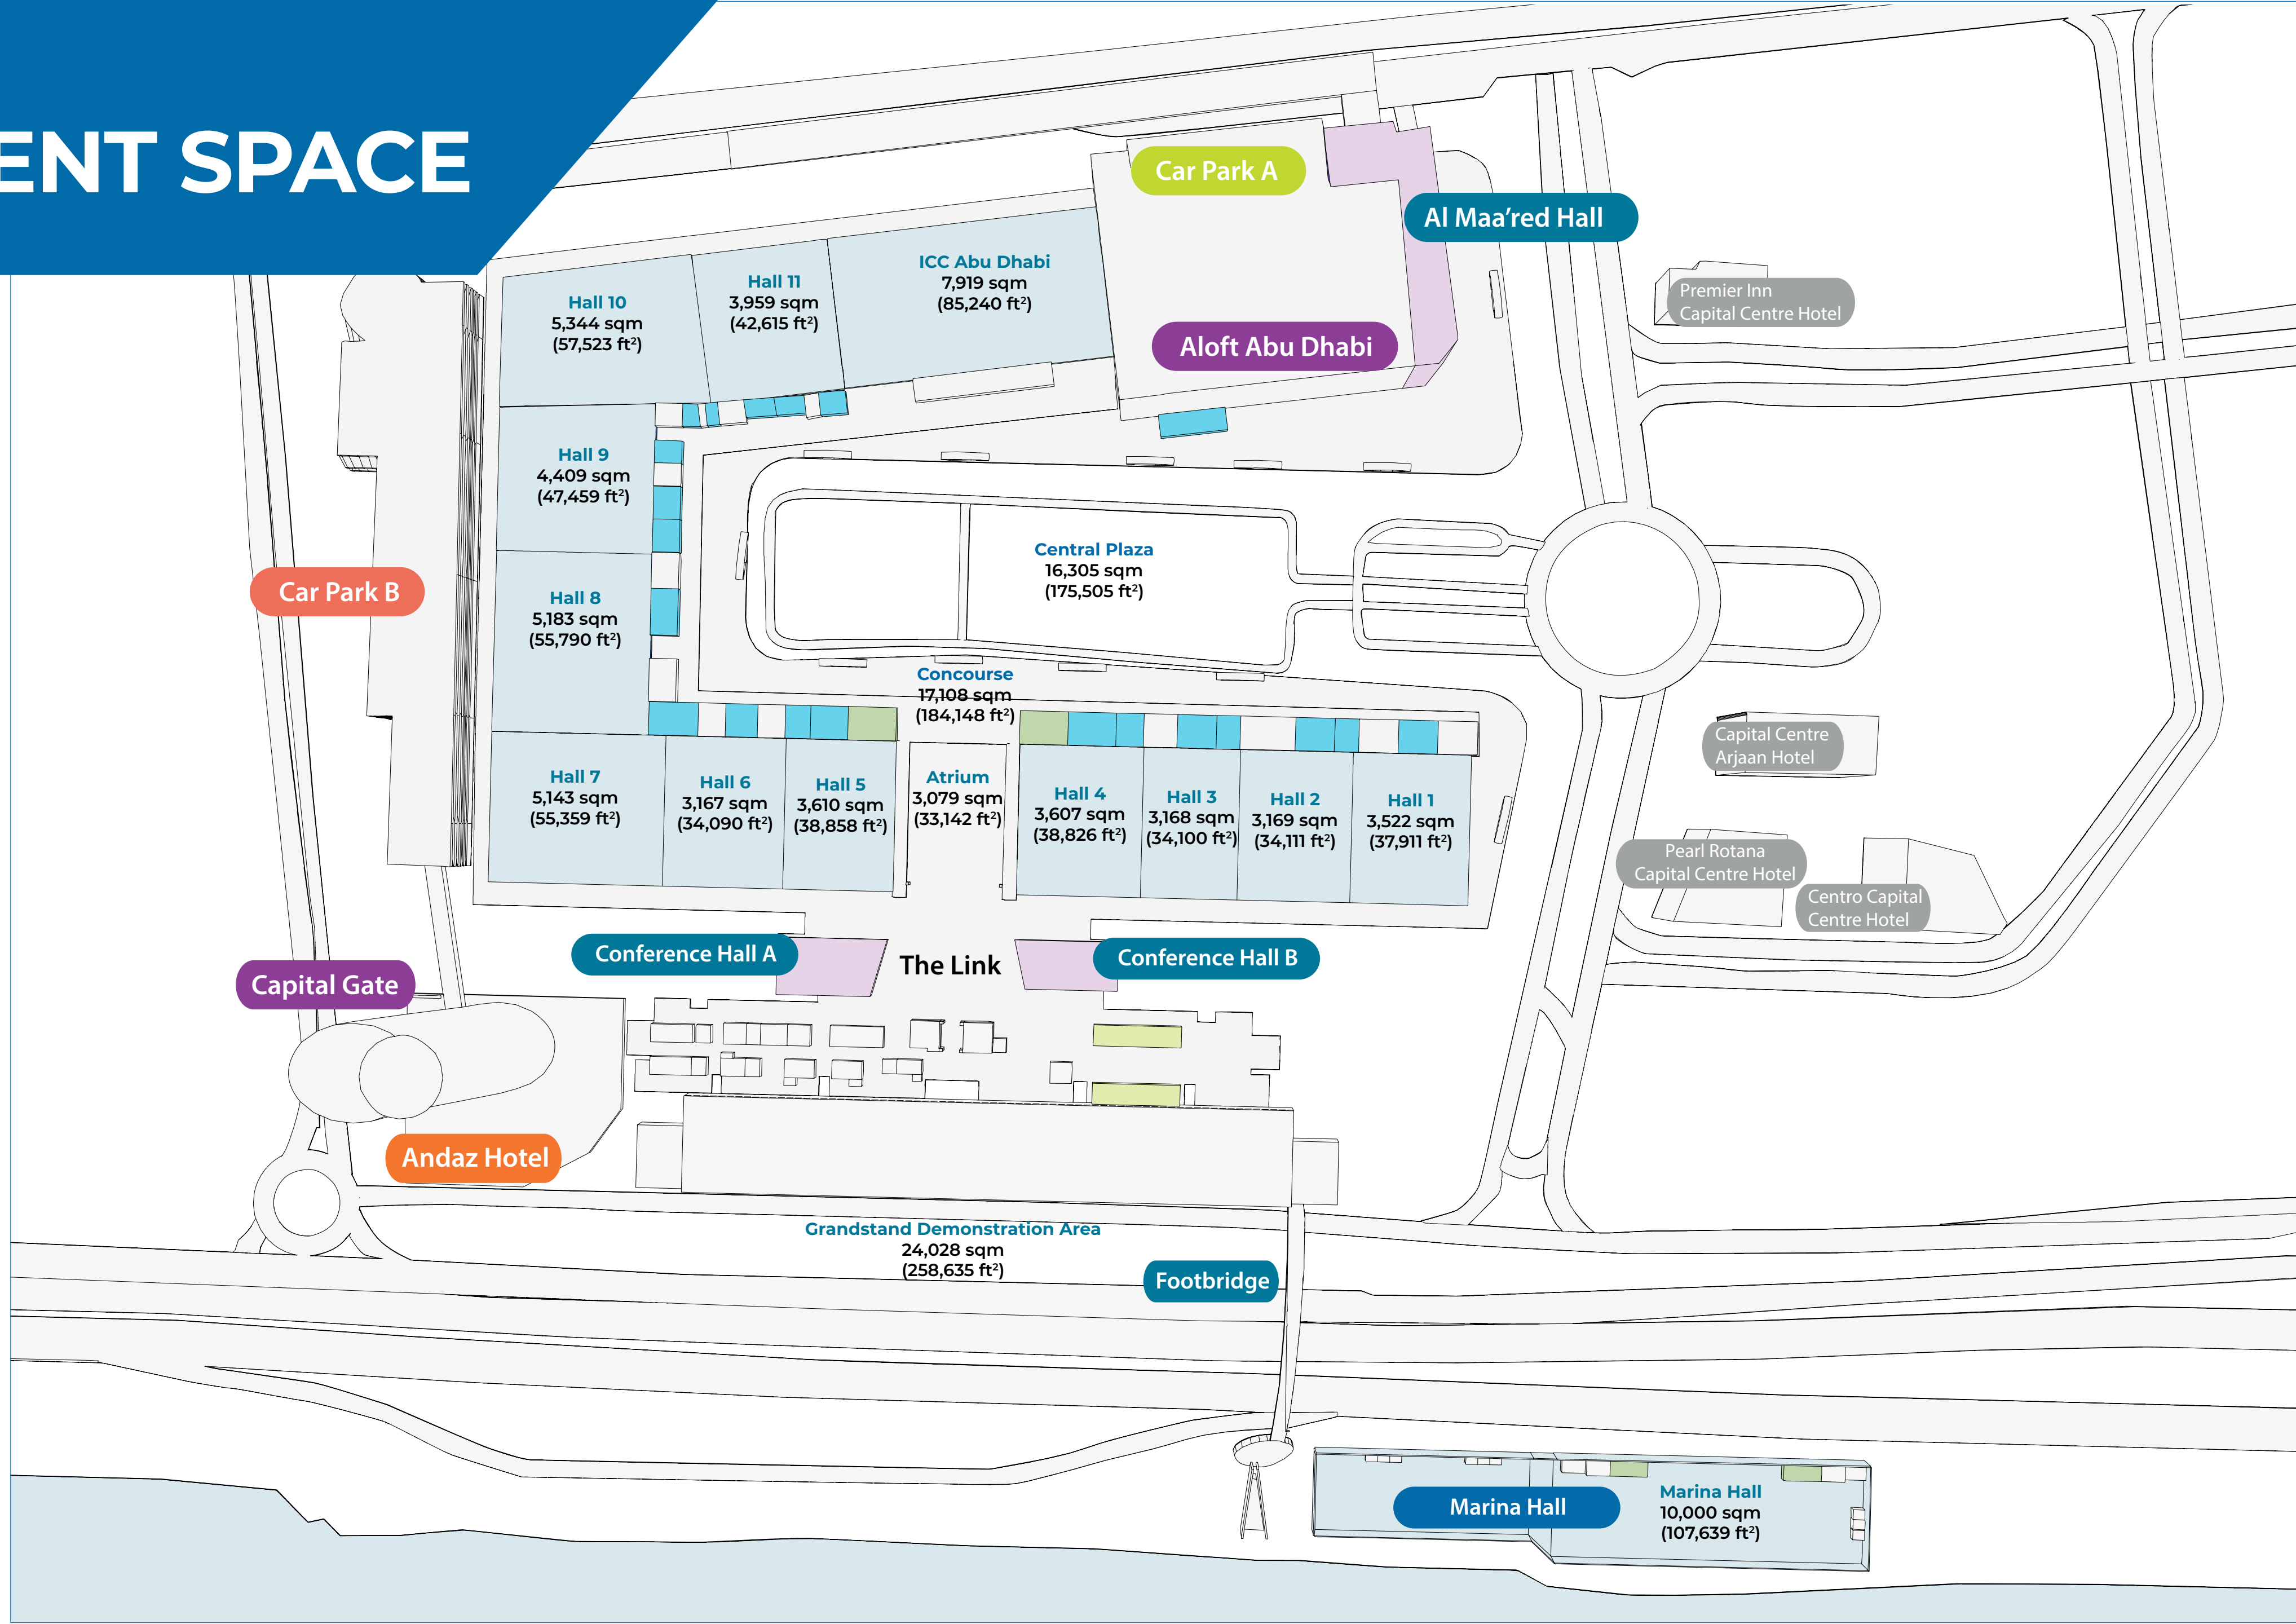 ENT SPACE
Car Park A
Al Maa'red Hall
ICC Abu Dhabi
7,919 sqm
(85,240 ft²)
Hall 11
3,959 sqm
(42,615 ft²)
Hall 10
5,344 sqm
(57,523 ft²)
Premier Inn
Capital Centre Hotel
Aloft Abu Dhabi
Hall 9
4,409 sqm
(47,459 ft²)
Central Plaza
16,305 sqm
(175,505 ft²)
Car Park B
Hall 8
5,183 sqm
(55,790 ft²)
Concourse
17,108 sqm
(184,148 ft²)
Capital Centre
Arjaan Hotel
Hall 7
5,143 sqm
(55,359 ft²)
Hall 6
3,167 sqm
(34,090 ft²)
Hall 5
3,610 sqm
(38,858 ft²)
Atrium
3,079 sqm
(33,142 ft²)
Hall 4
3,607 sqm
(38,826 ft²)
Hall 3
3,168 sqm
(34,100 ft²)
Hall 2
3,169 sqm
(34,111 ft²)
Hall 1
3,522 sqm
(37,911 ft²)
Pearl Rotana
Capital Centre Hotel
Centro Capital
Centre Hotel
Conference Hall A
The Link
Conference Hall B
Capital Gate
Andaz Hotel
Grandstand Demonstration Area
24,028 sqm
(258,635 ft²)
Footbridge
Marina Hall
Marina Hall
10,000 sqm
(107,639 ft²)